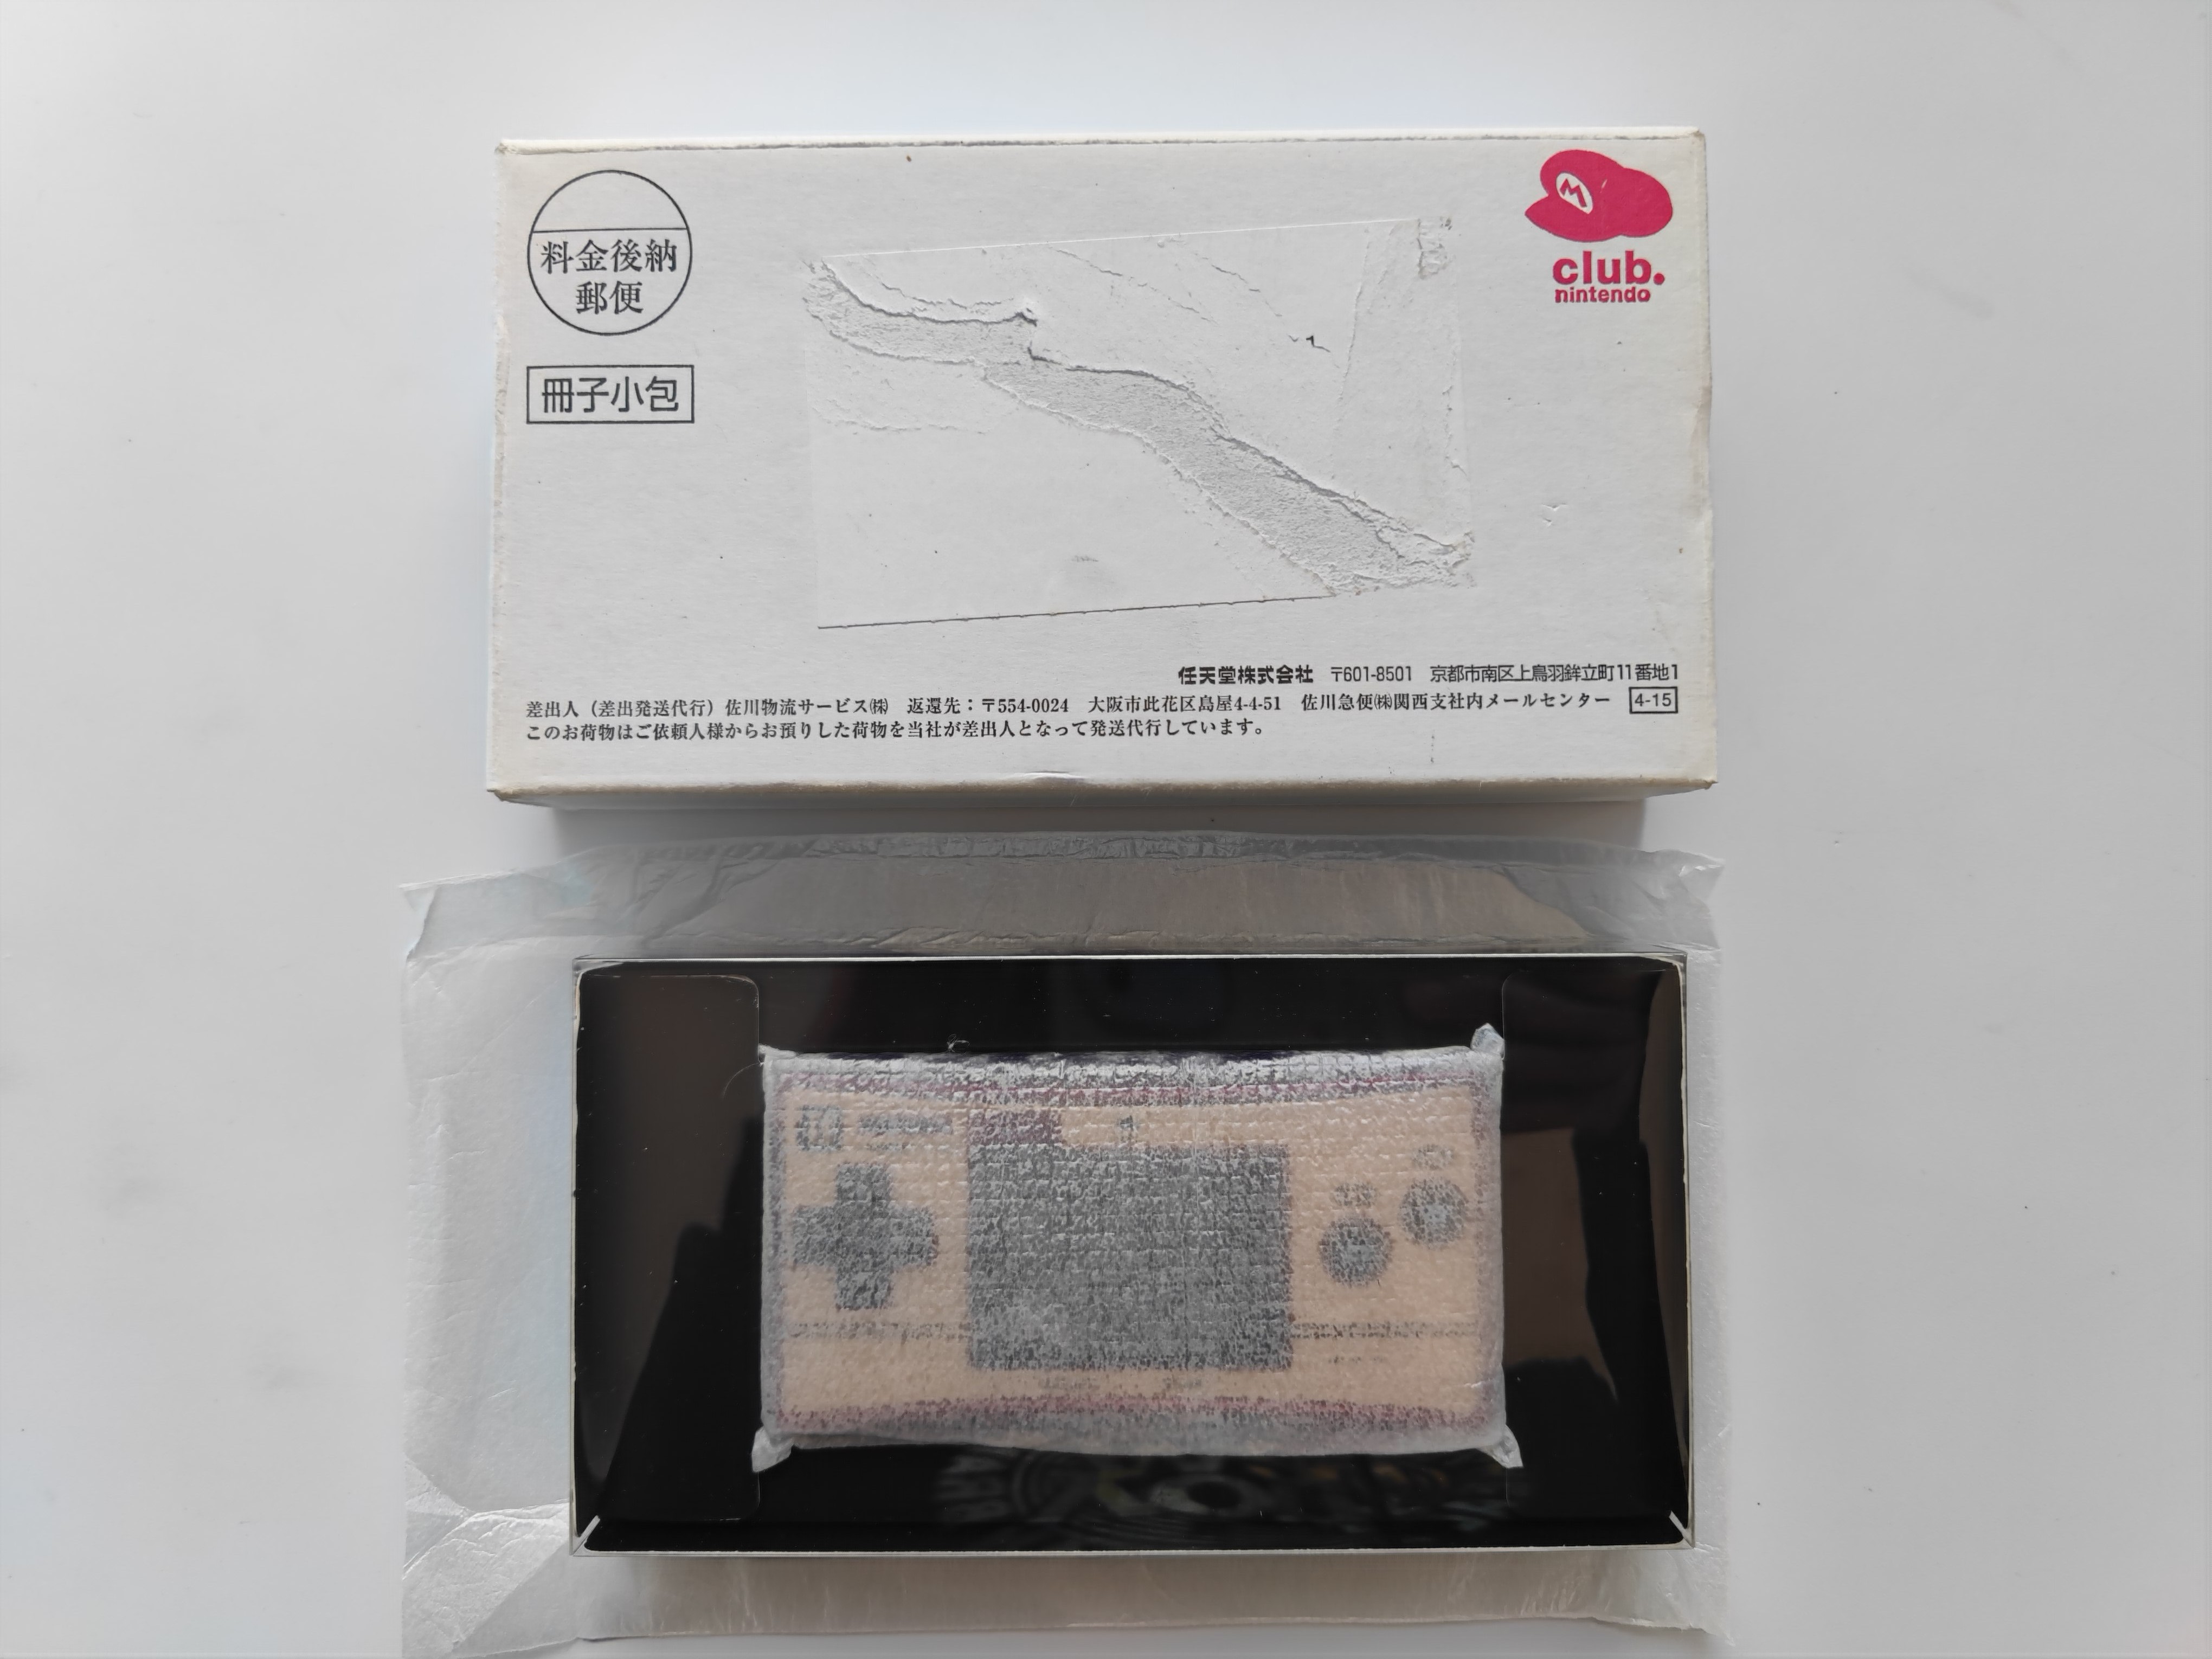 料金後納
郵便
冊子小包
M
club.
nintendo
任天堂株式会社 〒601-8501 京都市南区上鳥羽鉾立町11番地1
差出人（差出発送代行）佐川物流サービス㈱ 返還先：〒554-0024 大阪市此花区島屋4-4-51 佐川急便㈱関西支社内メールセンター 4-15
このお荷物はご依頼人様からお預りした荷物を当社が差出人となって発送代行しています。